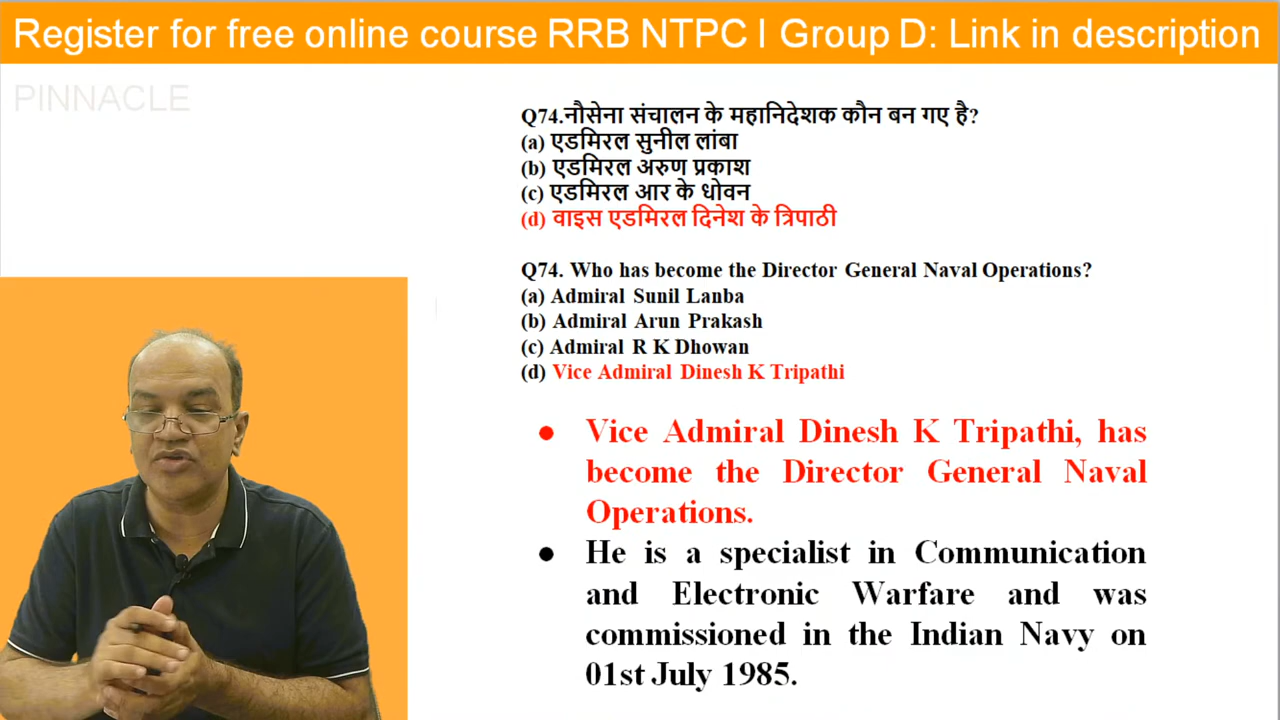 Register for free online course RRB NTPC I Group D: Link in description
PINNACLE
Q74.नौसेना संचालन के महानिदेशक कौन बन गए है?
(a) एडमिरल सुनील लांबा
(b) एडमिरल अरुण प्रकाश
(c) एडमिरल आर के धोवन
(d) वाइस एडमिरल दिनेश के त्रिपाठी
Q74. Who has become the Director General Naval Operations?
(a) Admiral Sunil Lanba
(b) Admiral Arun Prakash
(c) Admiral R K Dhowan
(d) Vice Admiral Dinesh K Tripathi
• Vice Admiral Dinesh K Tripathi, has
become the Director General Naval
Operations.
• He is a specialist in Communication
and Electronic Warfare and was
commissioned in the Indian Navy on
01st July 1985.